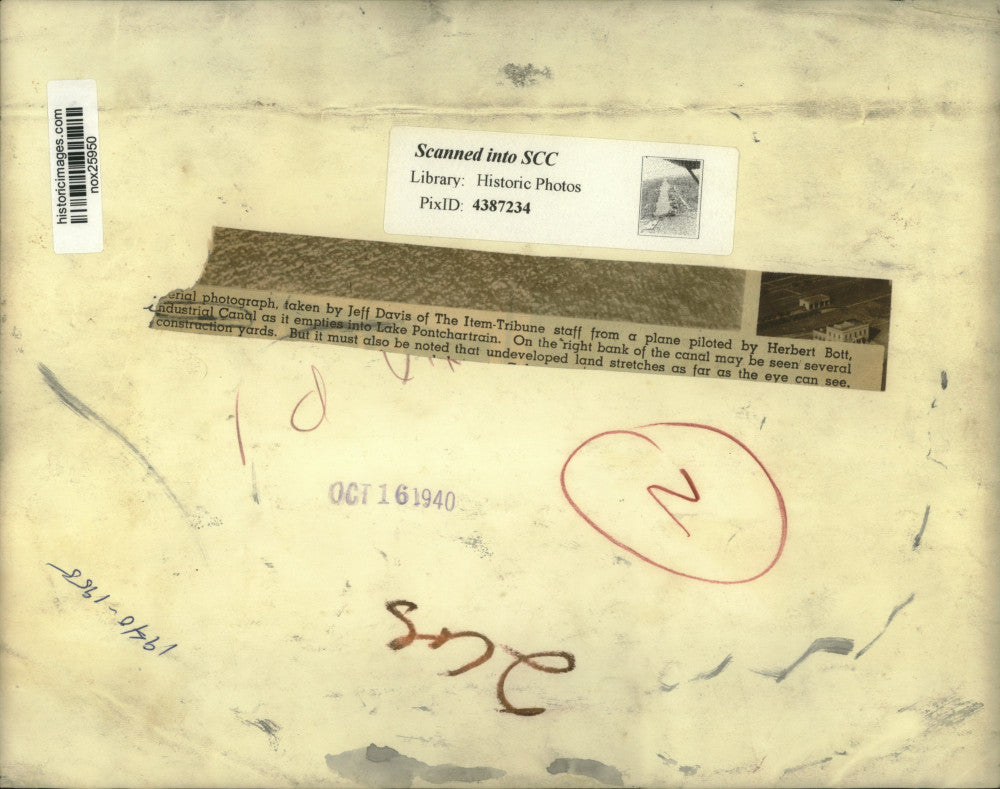 historicimages.com
nox25950
Scanned into SCC
Library: Historic Photos
PixID: 4387234
erial photograph, taken by Jeff Davis of The Item-Tribune staff from a plane piloted by Herbert Bott,
industrial Canal as it empties into Lake Pontchartrain. On the right bank of the canal may be seen several
construction yards. But it must also be noted that undeveloped land stretches as far as the eye can see.
OCT 16 1940
1940-1988